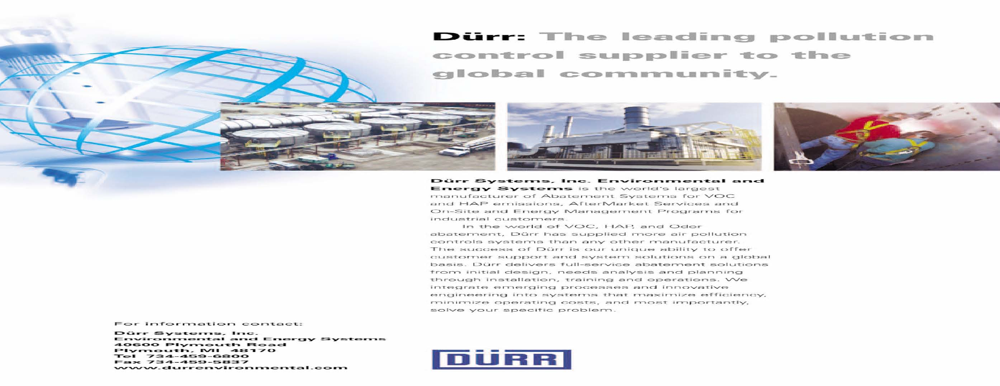 Dürr: The leading pollution
control supplier to the
global community.
Dürr Systems, Inc. Environmental and
Energy Systems is the world's largest
manufacturer of Abatement Systems for VOC
and HAP emissions, AfterMarket Services and
On-Site and Energy Management Programs for
industrial customers.
In the world of VOC, HAP, and Odor
abatement, Dürr has supplied more air pollution
controls systems than any other manufacturer.
The success of Dürr is our unique ability to offer
customer support and system solutions on a global
basis. Dürr delivers full-service abatement solutions
from initial design, needs analysis and planning
through installation, training and operations. We
integrate emerging processes and innovative
engineering into systems that maximize efficiency,
minimize operating costs, and most importantly,
solve your specific problem.
For information contact:
Dürr Systems, Inc.
Environmental and Energy Systems
40600 Plymouth Road
Plymouth, MI 48170
Tel 734-459-6800
Fax 734-459-5837
www.durrenvironmental.com
DÜRR